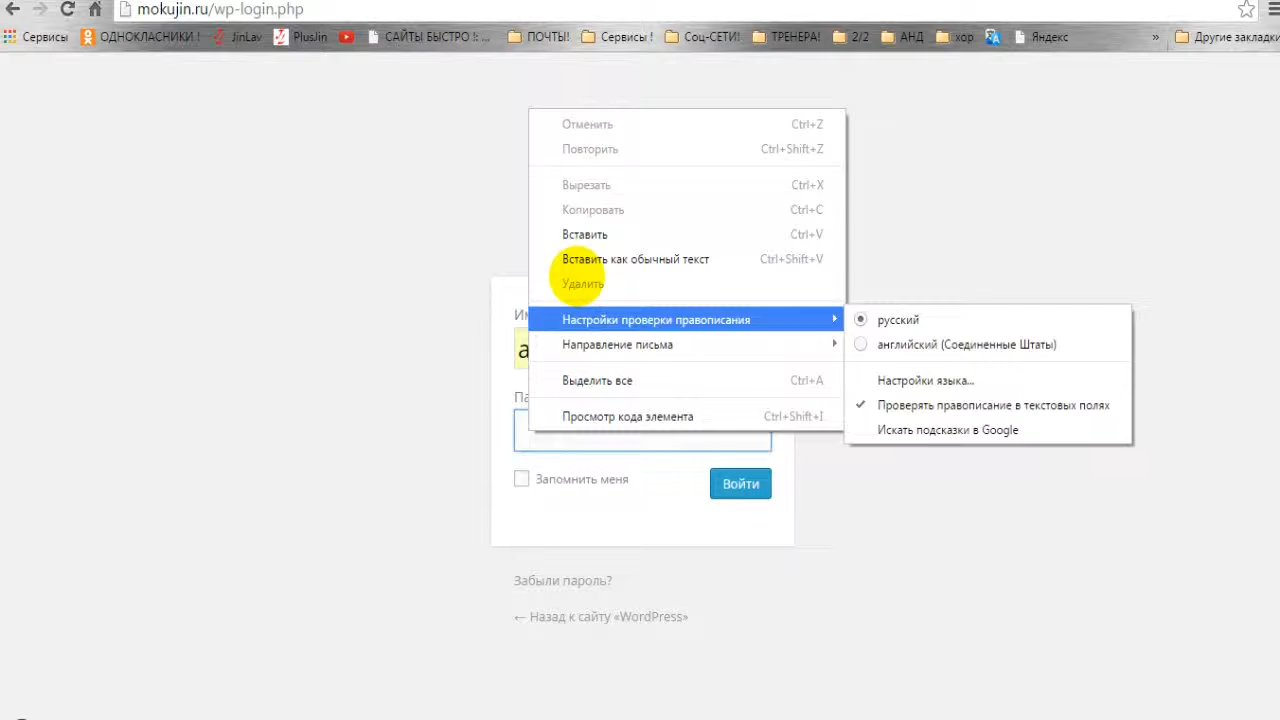 mokujin.ru/wp-login.php
Сервисы ОДНОКЛАСНИКИ ! JinLav PlusJin САЙТЫ БЫСТРО !: ... ПОЧТЫ! Сервисы ! Соц-СЕТИ! ТРЕНЕРА! 2/2 АНД хор Яндекс » Другие закладки
Отменить Ctrl+Z
Повторить Ctrl+Shift+Z
Вырезать Ctrl+X
Копировать Ctrl+C
Вставить Ctrl+V
Вставить как обычный текст Ctrl+Shift+V
Удалить
Настройки проверки правописания
Направление письма
Выделить все Ctrl+A
Просмотр кода элемента Ctrl+Shift+I
русский
английский (Соединенные Штаты)
Настройки языка...
Проверять правописание в текстовых полях
Искать подсказки в Google
Запомнить меня
Войти
Забыли пароль?
← Назад к сайту «WordPress»